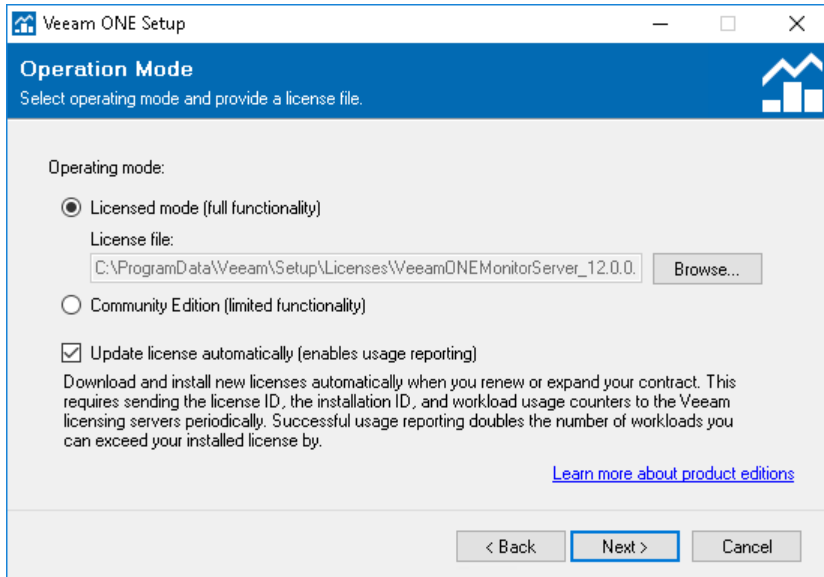 Veeam ONE Setup
Operation Mode
Select operating mode and provide a license file.
Operating mode:
Licensed mode (full functionality)
License file:
C:\ProgramData\Veeam\Setup\Licenses\VeeamONEMonitorServer_12.0.0.
Browse...
Community Edition (limited functionality)
Update license automatically (enables usage reporting)
Download and install new licenses automatically when you renew or expand your contract. This
requires sending the license ID, the installation ID, and workload usage counters to the Veeam
licensing servers periodically. Successful usage reporting doubles the number of workloads you
can exceed your installed license by.
Learn more about product editions
< Back
Next >
Cancel